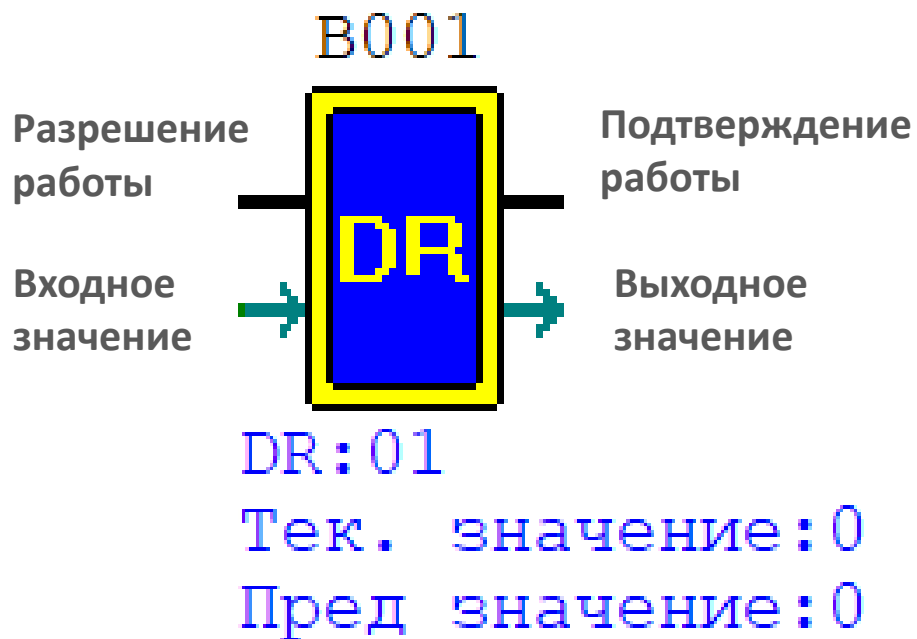 B001
Разрешение
работы
Подтверждение
работы
DR
Входное
значение
Выходное
значение
DR:01
Тек. значение:0
Пред значение:0